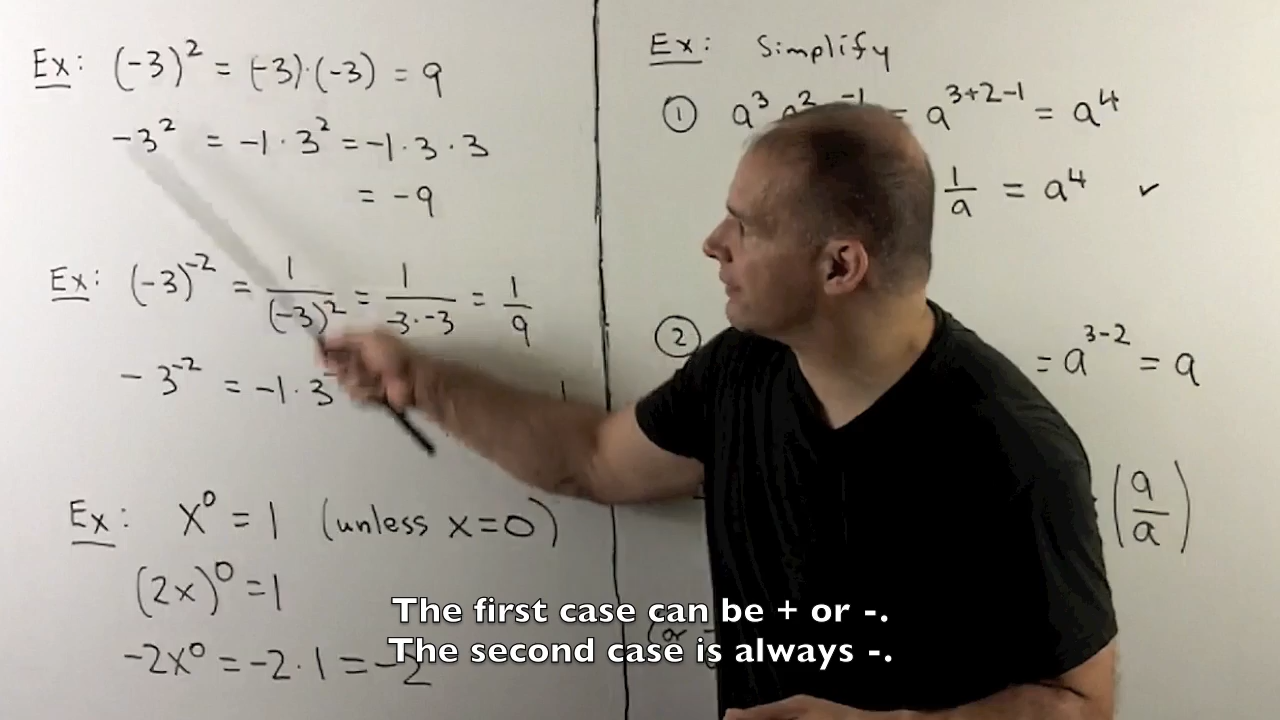 Ex: (-3)² = (-3)·(-3) = 9
-3² = -1 · 3² = -1 · 3 · 3
= -9
Ex: (-3)⁻² = 1/(-3)² = 1/(-3·-3) = 1/9
-3⁻² = -1 · 3
Ex: x⁰ = 1 (unless x=0)
(2x)⁰ = 1
-2x⁰ = -2 · 1 = -2
Ex: Simplify
① a³ a² ⁻¹ = a³⁺²⁻¹ = a⁴
1/a = a⁴ ✓
② = a³⁻² = a
(a/a)
(or
The first case can be + or -.
The second case is always -.